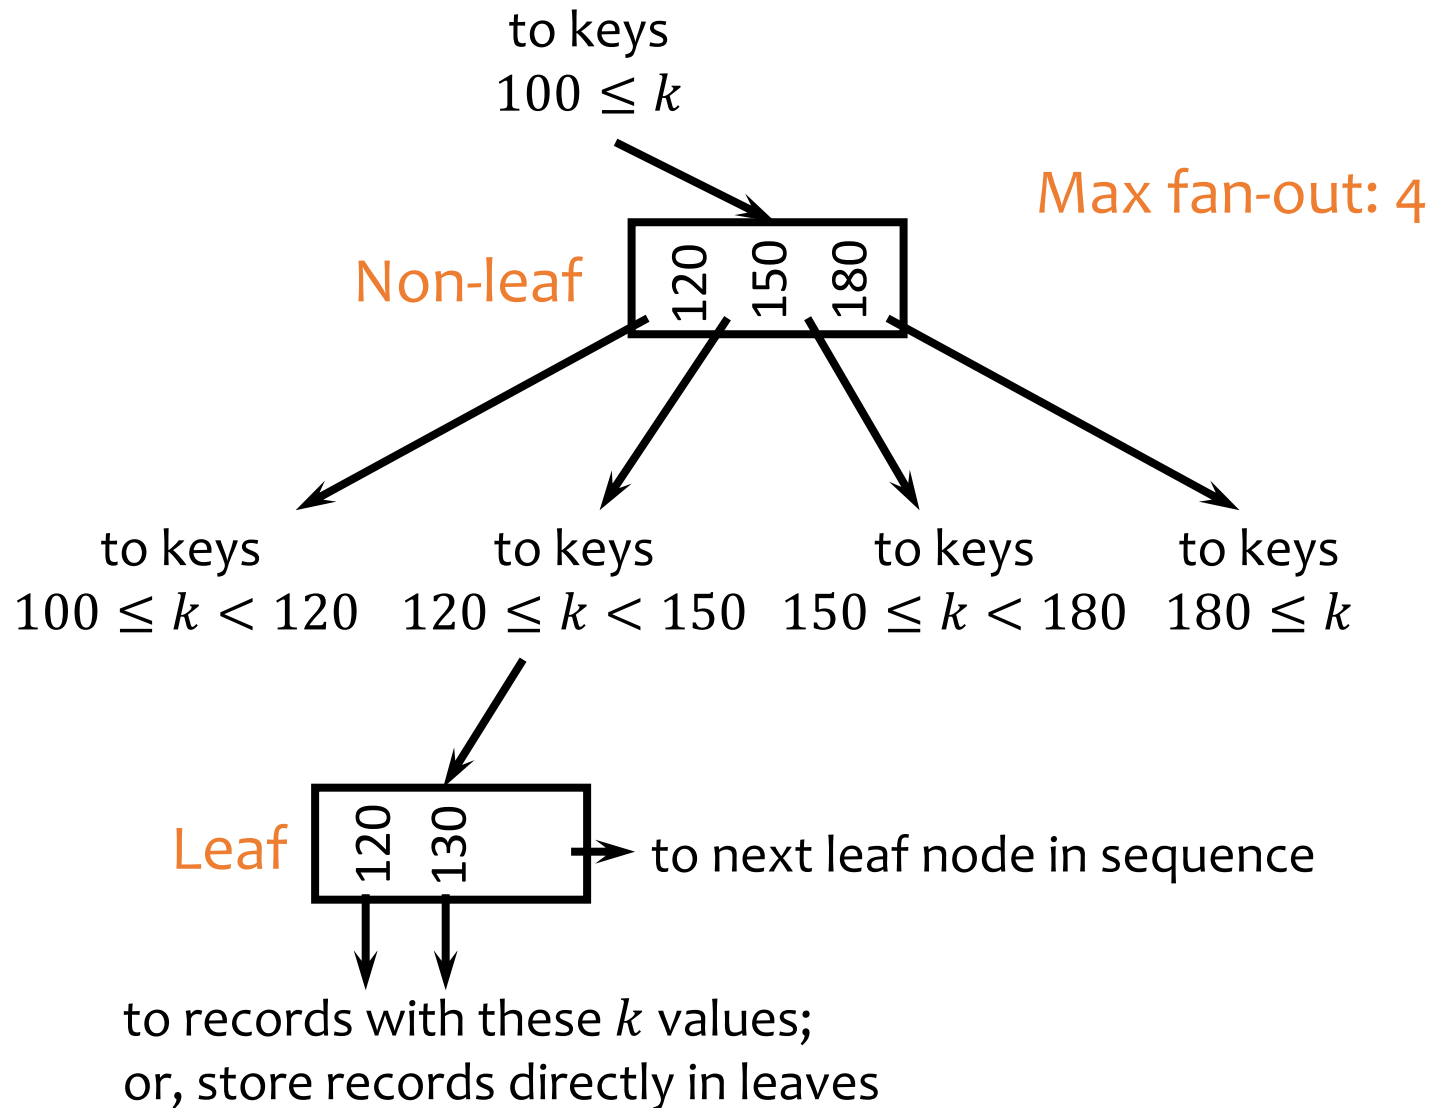 to keys
100 ≤ k
Max fan-out: 4
Non-leaf
120
150
180
to keys
100 ≤ k < 120
to keys
120 ≤ k < 150
to keys
150 ≤ k < 180
to keys
180 ≤ k
Leaf
120
130
to next leaf node in sequence
to records with these k values;
or, store records directly in leaves